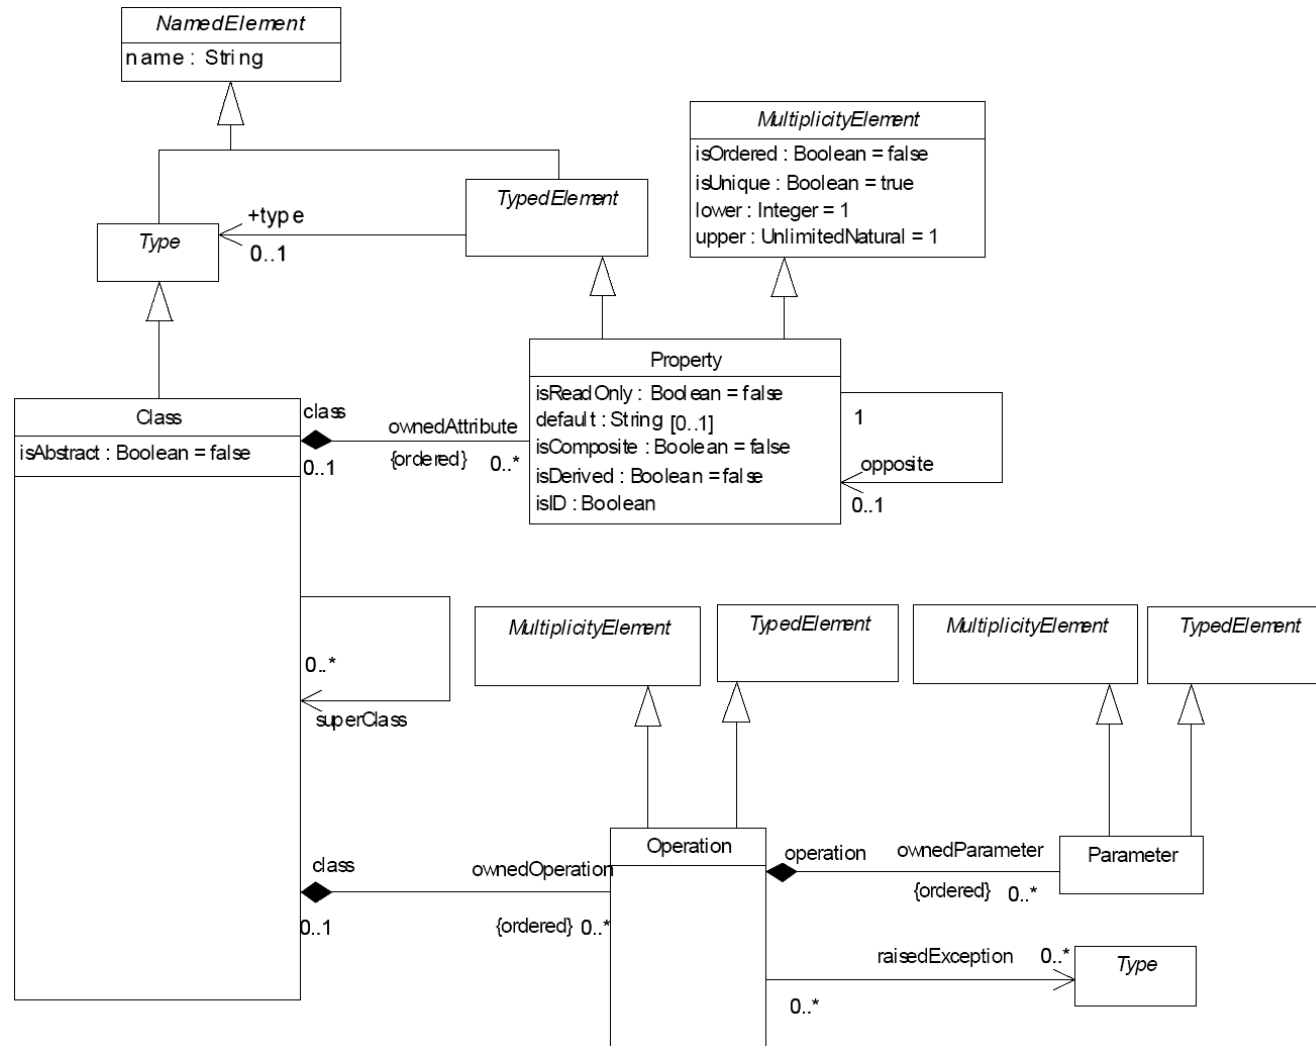 NamedElement
name : String
MultiplicityElement
isOrdered : Boolean = false
isUnique : Boolean = true
lower : Integer = 1
upper : UnlimitedNatural = 1
TypedElement
+type
0..1
Type
Property
isReadOnly : Boolean = false
default : String [0..1]
isComposite : Boolean = false
isDerived : Boolean = false
isID : Boolean
1
opposite
0..1
Class
isAbstract : Boolean = false
class
0..1
ownedAttribute
{ordered} 0..*
0..*
superClass
MultiplicityElement
TypedElement
MultiplicityElement
TypedElement
class
0..1
ownedOperation
{ordered} 0..*
Operation
operation
ownedParameter
{ordered} 0..*
Parameter
raisedException 0..*
0..*
Type